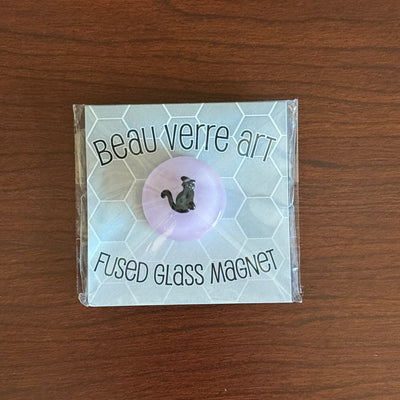 Beau verre art
Fused Glass Magnet